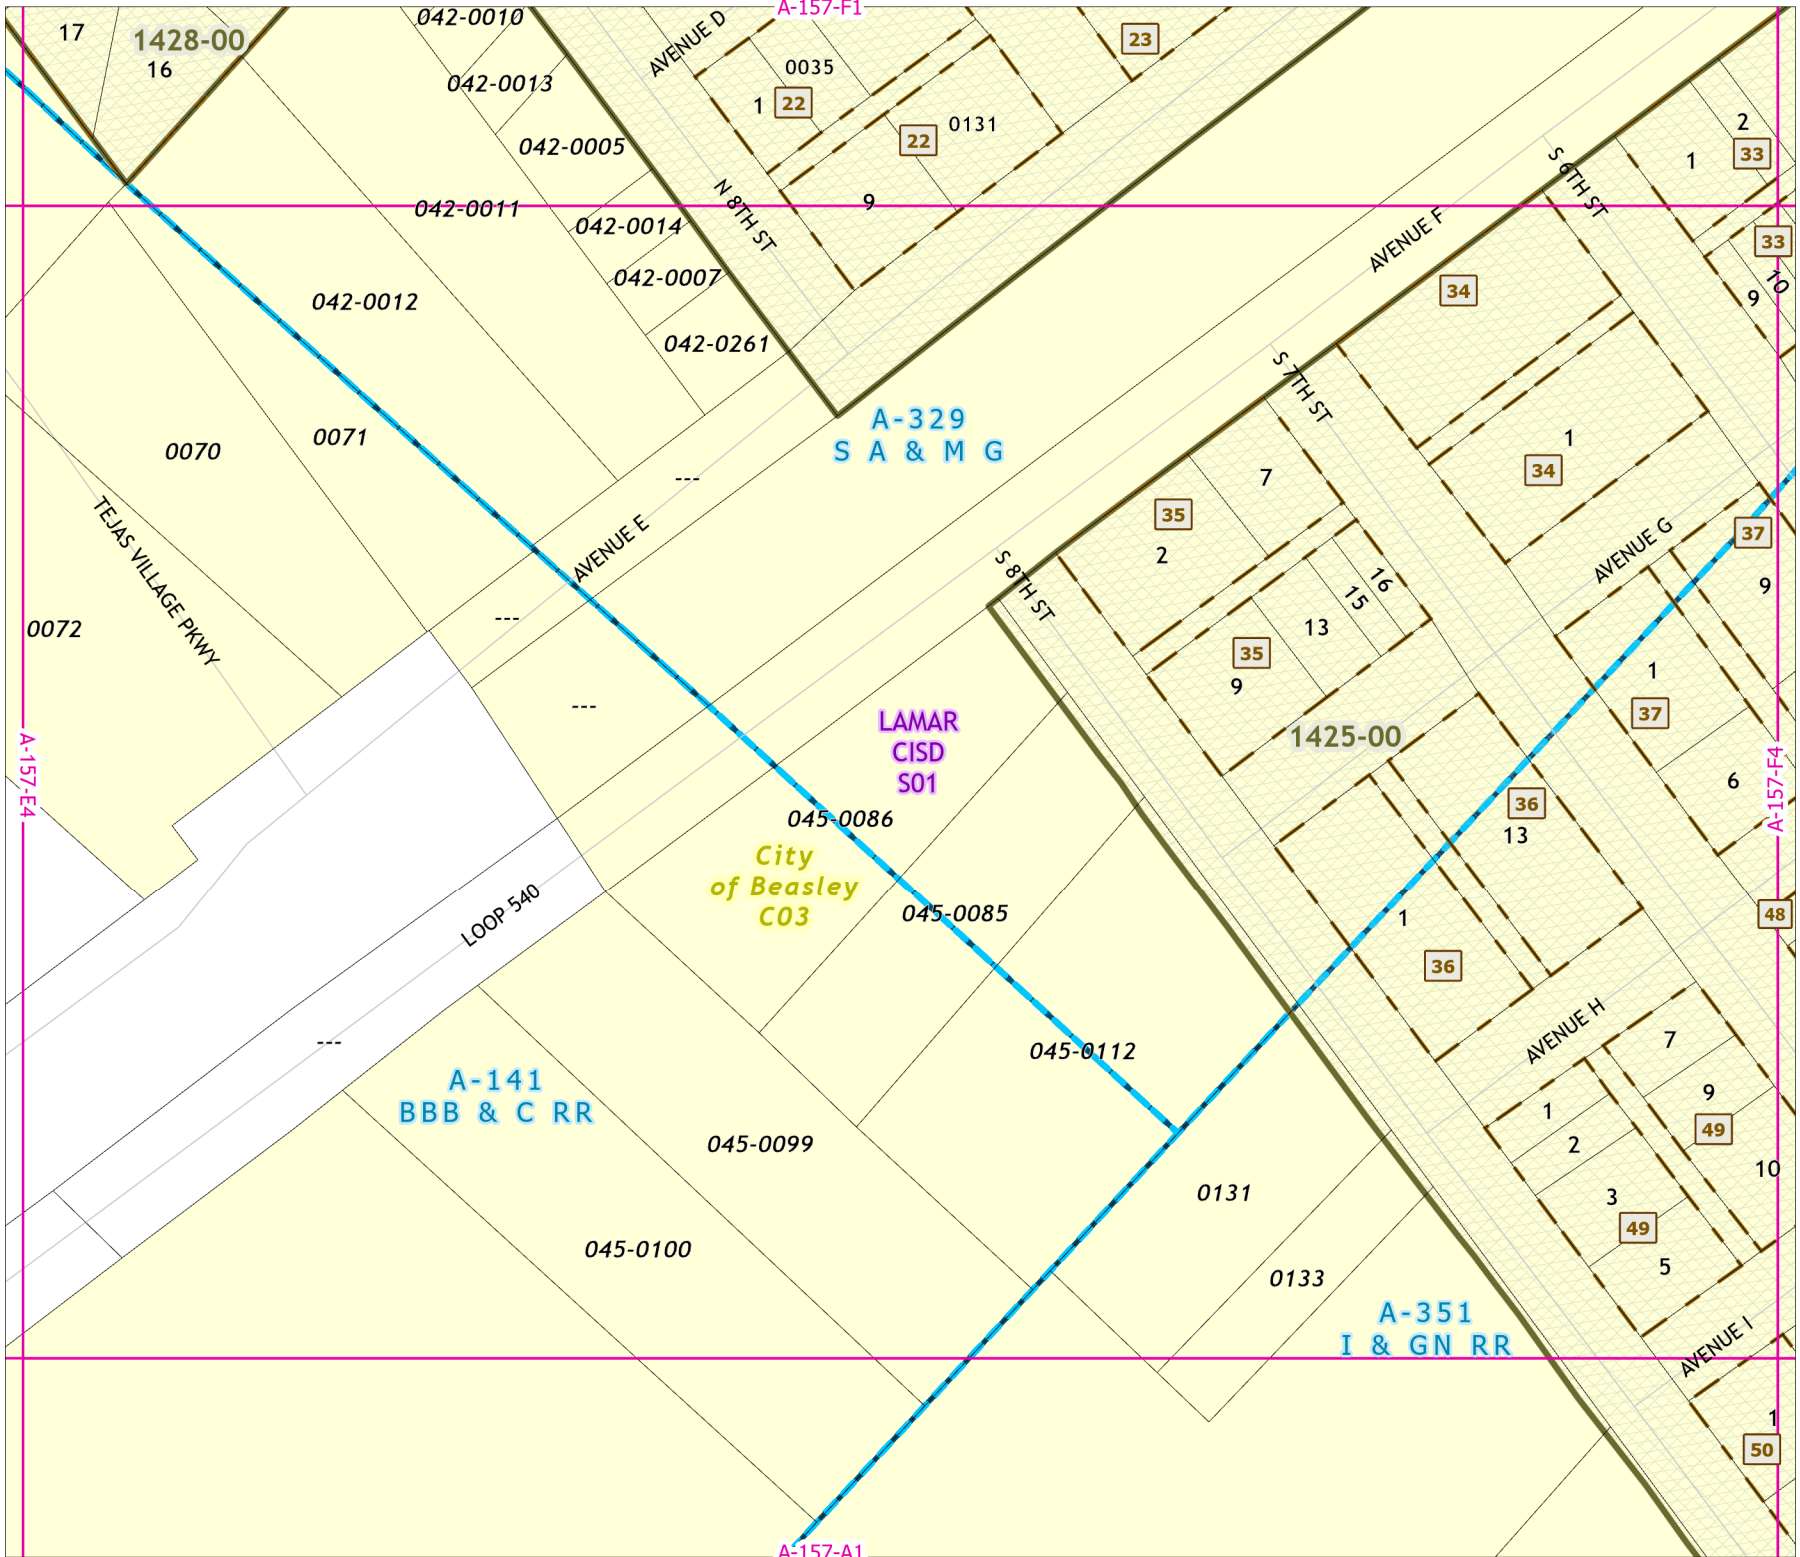 A-157-F1
17
1428-00
16
042-0010
AVENUE D
23
042-0013
0035
1
22
0131
22
042-0005
2
33
1
S 6TH ST
042-0011
9
N 8TH ST
042-0014
AVENUE F
33
042-0007
10
9
34
042-0012
042-0261
S 7TH ST
A-329
S A & M G
0071
0070
1
34
7
---
35
2
AVENUE E
TEJAS VILLAGE PKWY
AVENUE G
37
9
S 8TH ST
16
15
13
---
0072
35
9
1
37
---
LAMAR
CISD
S01
1425-00
A-157-E4
A-157-F4
6
045-0086
36
13
City
of Beasley
C03
045-0085
1
48
LOOP 540
36
---
045-0112
AVENUE H
7
A-141
BBB & C RR
9
1
49
2
045-0099
10
0131
3
49
045-0100
0133
5
A-351
I & GN RR
AVENUE I
1
50
A-157-A1